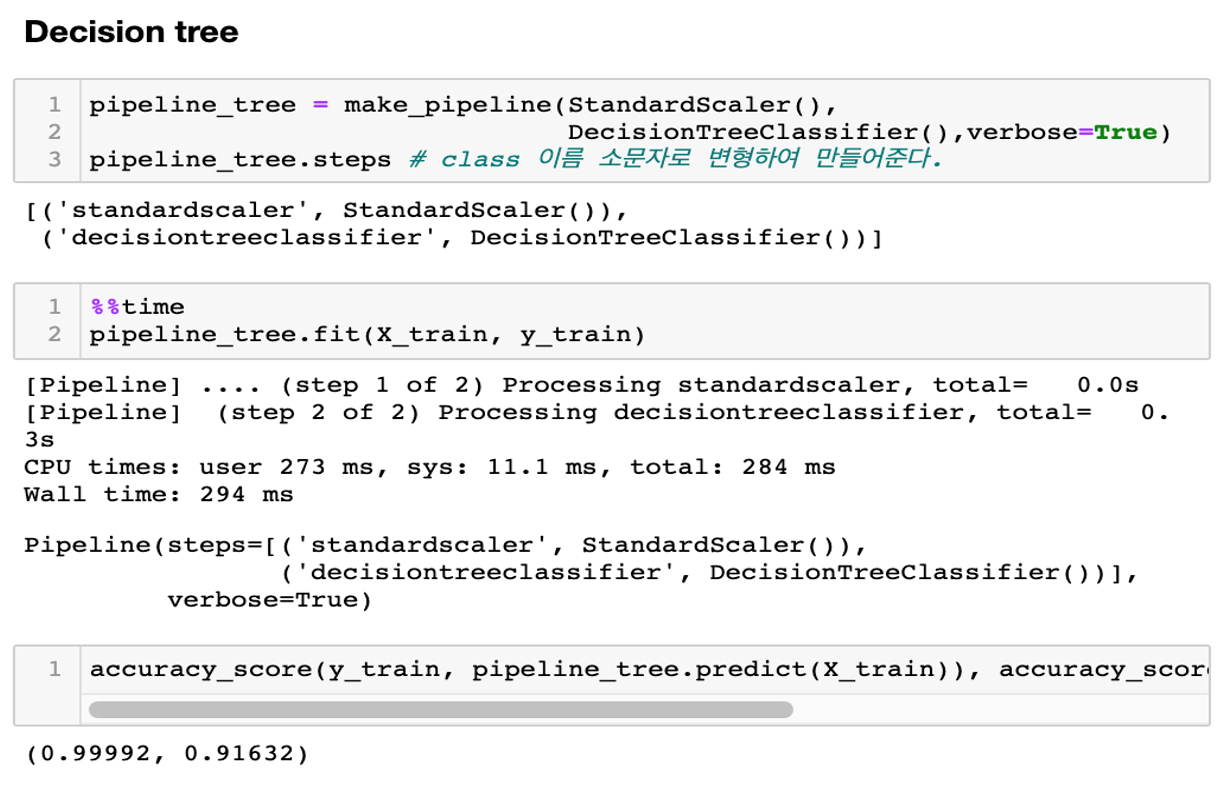 Decision tree
1 pipeline_tree = make_pipeline(StandardScaler(),
2 DecisionTreeClassifier(),verbose=True)
3 pipeline_tree.steps # class 이름 소문자로 변형하여 만들어준다.
[('standardscaler', StandardScaler()),
('decisiontreeclassifier', DecisionTreeClassifier())]
1 %%time
2 pipeline_tree.fit(X_train, y_train)
[Pipeline] .... (step 1 of 2) Processing standardscaler, total=   0.0s
[Pipeline]  (step 2 of 2) Processing decisiontreeclassifier, total=   0.
3s
CPU times: user 273 ms, sys: 11.1 ms, total: 284 ms
Wall time: 294 ms
Pipeline(steps=[('standardscaler', StandardScaler()),
('decisiontreeclassifier', DecisionTreeClassifier())],
verbose=True)
1 accuracy_score(y_train, pipeline_tree.predict(X_train)), accuracy_scor
(0.99992, 0.91632)